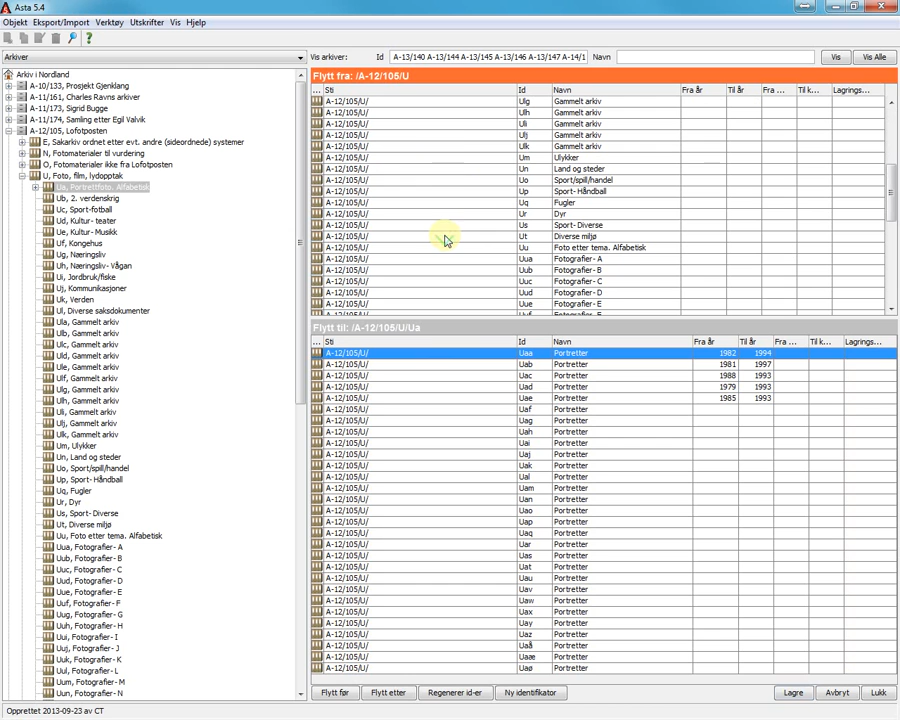 Asta 5.4
Objekt Eksport/Import Verktøy Utskrifter Vis Hjelp
Arkiver
Vis arkiver: Id A-13/140 A-13/144 A-13/145 A-13/146 A-13/147 A-14/1 Navn Vis Vis Alle
Arkiv i Nordland
A-10/133, Prosjekt Gjenklang
A-11/161, Charles Ravns arkiver
A-11/173, Sigrid Bugge
A-11/174, Samling etter Egil Valvik
A-12/105, Lofotposten
E, Sakarkiv ordnet etter evt. andre (sideordnede) systemer
N, Fotomaterialer til vurdering
O, Fotomaterialer ikke fra Lofotposten
U, Foto, film, lydopptak
Ua, Portrettfoto. Alfabetisk
Ub, 2. verdenskrig
Uc, Sport-fotball
Ud, Kultur- teater
Ue, Kultur- Musikk
Uf, Kongehus
Ug, Næringsliv
Uh, Næringsliv- Vågan
Ui, Jordbruk/fiske
Uj, Kommunikasjoner
Uk, Verden
Ul, Diverse saksdokumenter
Ula, Gammelt arkiv
Ulb, Gammelt arkiv
Ulc, Gammelt arkiv
Uld, Gammelt arkiv
Ule, Gammelt arkiv
Ulf, Gammelt arkiv
Ulg, Gammelt arkiv
Ulh, Gammelt arkiv
Uli, Gammelt arkiv
Ulj, Gammelt arkiv
Ulk, Gammelt arkiv
Um, Ulykker
Un, Land og steder
Uo, Sport/spill/handel
Up, Sport- Håndball
Uq, Fugler
Ur, Dyr
Us, Sport- Diverse
Ut, Diverse miljø
Uu, Foto etter tema. Alfabetisk
Uua, Fotografier- A
Uub, Fotografier- B
Uuc, Fotografier- C
Uud, Fotografier- D
Uue, Fotografier- E
Uuf, Fotografier- F
Uug, Fotografier- G
Uuh, Fotografier- H
Uui, Fotografier- I
Uuj, Fotografier- J
Uuk, Fotografier- K
Uul, Fotografier- L
Uum, Fotografier- M
Uun, Fotografier- N
Flytt fra: /A-12/105/U
... Sti Id Navn Fra år Til år Fra ... Til k... Lagrings...
A-12/105/U/ Ulg Gammelt arkiv
A-12/105/U/ Ulh Gammelt arkiv
A-12/105/U/ Uli Gammelt arkiv
A-12/105/U/ Ulj Gammelt arkiv
A-12/105/U/ Ulk Gammelt arkiv
A-12/105/U/ Um Ulykker
A-12/105/U/ Un Land og steder
A-12/105/U/ Uo Sport/spill/handel
A-12/105/U/ Up Sport- Håndball
A-12/105/U/ Uq Fugler
A-12/105/U/ Ur Dyr
A-12/105/U/ Us Sport- Diverse
A-12/105/U/ Ut Diverse miljø
A-12/105/U/ Uu Foto etter tema. Alfabetisk
A-12/105/U/ Uua Fotografier- A
A-12/105/U/ Uub Fotografier- B
A-12/105/U/ Uuc Fotografier- C
A-12/105/U/ Uud Fotografier- D
A-12/105/U/ Uue Fotografier- E
Flytt til: /A-12/105/U/Ua
... Sti Id Navn Fra år Til år Fra ... Til k... Lagrings...
A-12/105/U/ Uaa Portretter 1982 1994
A-12/105/U/ Uab Portretter 1981 1997
A-12/105/U/ Uac Portretter 1988 1993
A-12/105/U/ Uad Portretter 1979 1993
A-12/105/U/ Uae Portretter 1985 1993
A-12/105/U/ Uaf Portretter
A-12/105/U/ Uag Portretter
A-12/105/U/ Uah Portretter
A-12/105/U/ Uai Portretter
A-12/105/U/ Uaj Portretter
A-12/105/U/ Uak Portretter
A-12/105/U/ Ual Portretter
A-12/105/U/ Uam Portretter
A-12/105/U/ Uan Portretter
A-12/105/U/ Uao Portretter
A-12/105/U/ Uap Portretter
A-12/105/U/ Uaq Portretter
A-12/105/U/ Uar Portretter
A-12/105/U/ Uas Portretter
A-12/105/U/ Uat Portretter
A-12/105/U/ Uau Portretter
A-12/105/U/ Uav Portretter
A-12/105/U/ Uaw Portretter
A-12/105/U/ Uax Portretter
A-12/105/U/ Uay Portretter
A-12/105/U/ Uaz Portretter
A-12/105/U/ Uaå Portretter
A-12/105/U/ Uaæ Portretter
A-12/105/U/ Uaø Portretter
Flytt før Flytt etter Regenerer id-er Ny identifikator Lagre Avbryt Lukk
Opprettet 2013-09-23 av CT